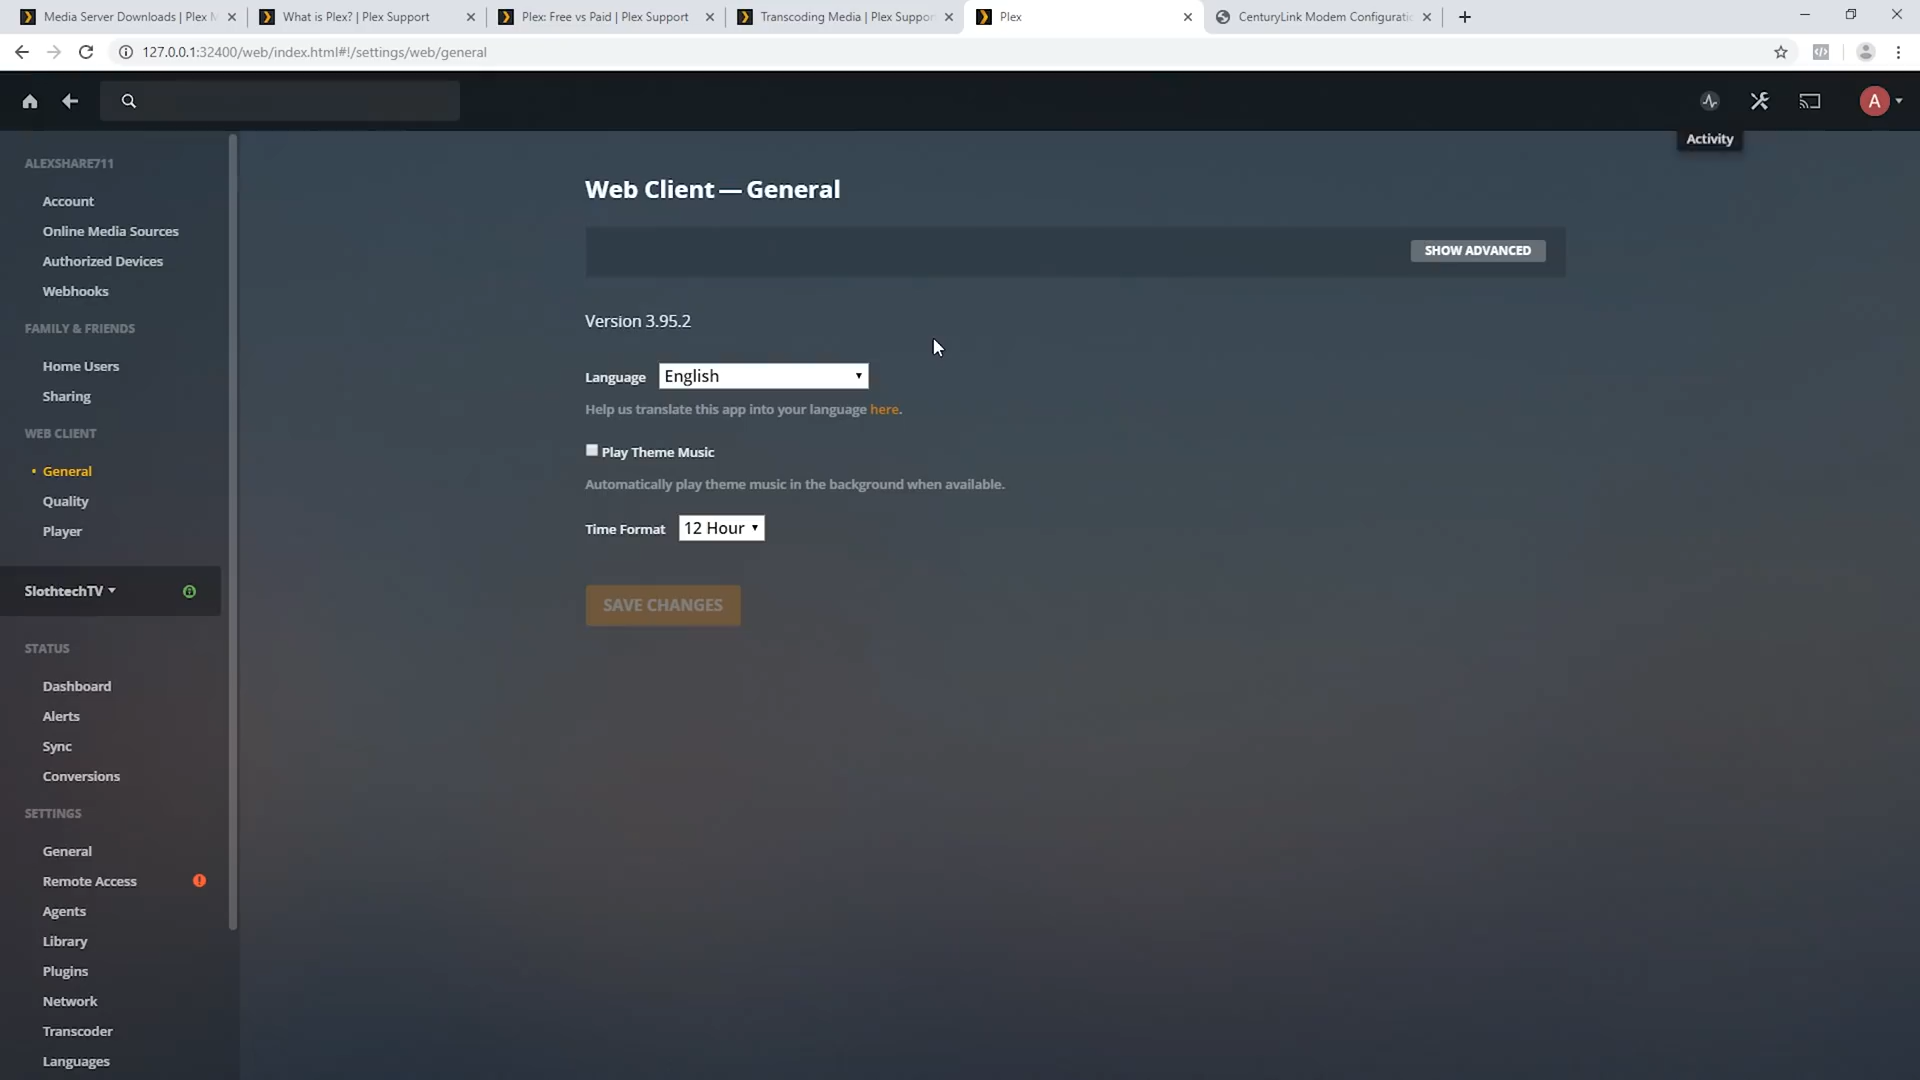 Media Server Downloads | Plex M
What is Plex? | Plex Support
Plex: Free vs Paid | Plex Support
Transcoding Media | Plex Suppor
Plex
CenturyLink Modem Configurati
127.0.0.1:32400/web/index.html#!/settings/web/general
A
Activity
ALEXSHARE711
Account
Online Media Sources
Authorized Devices
Webhooks
FAMILY & FRIENDS
Home Users
Sharing
WEB CLIENT
General
Quality
Player
SlothtechTV
STATUS
Dashboard
Alerts
Sync
Conversions
SETTINGS
General
Remote Access
Agents
Library
Plugins
Network
Transcoder
Languages
Web Client — General
SHOW ADVANCED
Version 3.95.2
Language English
Help us translate this app into your language here.
Play Theme Music
Automatically play theme music in the background when available.
Time Format 12 Hour
SAVE CHANGES